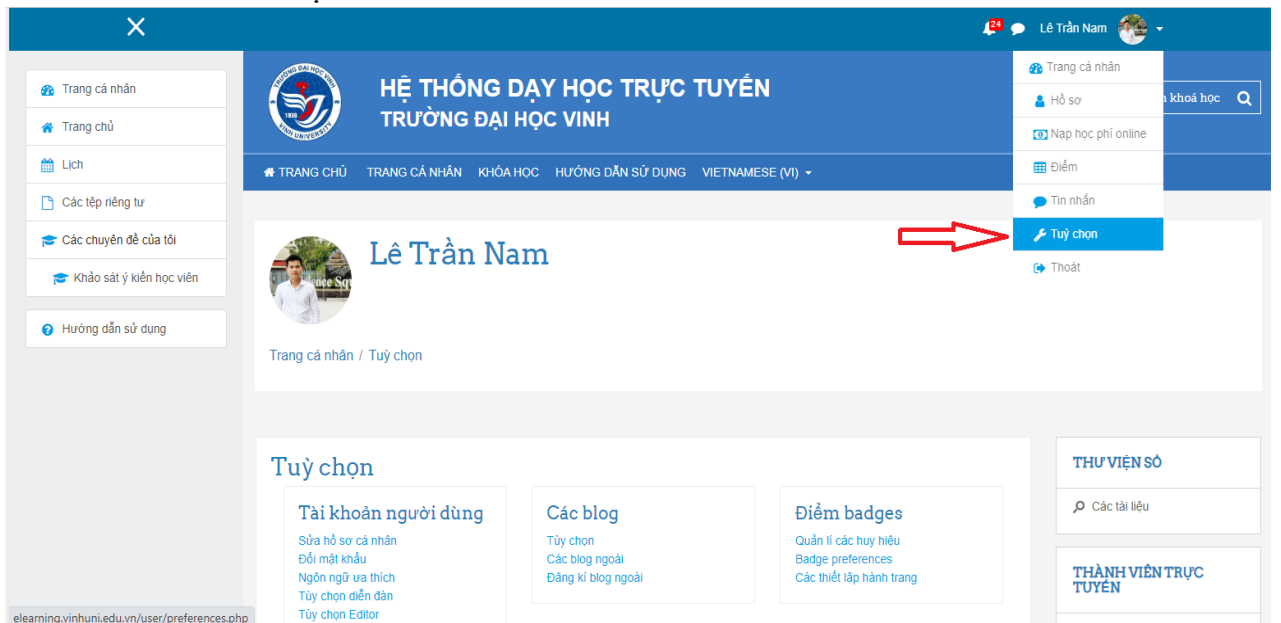 24
Lê Trần Nam
Trang cá nhân
Trang chủ
Lịch
Các tệp riêng tư
Các chuyên đề của tôi
Khảo sát ý kiến học viên
Hướng dẫn sử dụng
HỆ THỐNG DẠY HỌC TRỰC TUYẾN
TRƯỜNG ĐẠI HỌC VINH
khoá học
Trang cá nhân
Hồ sơ
Nạp học phí online
Điểm
Tin nhắn
Tuỳ chọn
Thoát
TRANG CHỦ TRANG CÁ NHÂN KHÓA HỌC HƯỚNG DẪN SỬ DỤNG VIETNAMESE (VI)
Lê Trần Nam
Trang cá nhân / Tuỳ chọn
Tuỳ chọn
Tài khoản người dùng
Sửa hồ sơ cá nhân
Đổi mật khẩu
Ngôn ngữ ưa thích
Tùy chọn diễn đàn
Tùy chọn Editor
Các blog
Tùy chọn
Các blog ngoài
Đăng kí blog ngoài
Điểm badges
Quản lí các huy hiệu
Badge preferences
Các thiết lập hành trang
THƯ VIỆN SỐ
Các tài liệu
THÀNH VIÊN TRỰC
TUYẾN
elearning.vinhuni.edu.vn/user/preferences.php